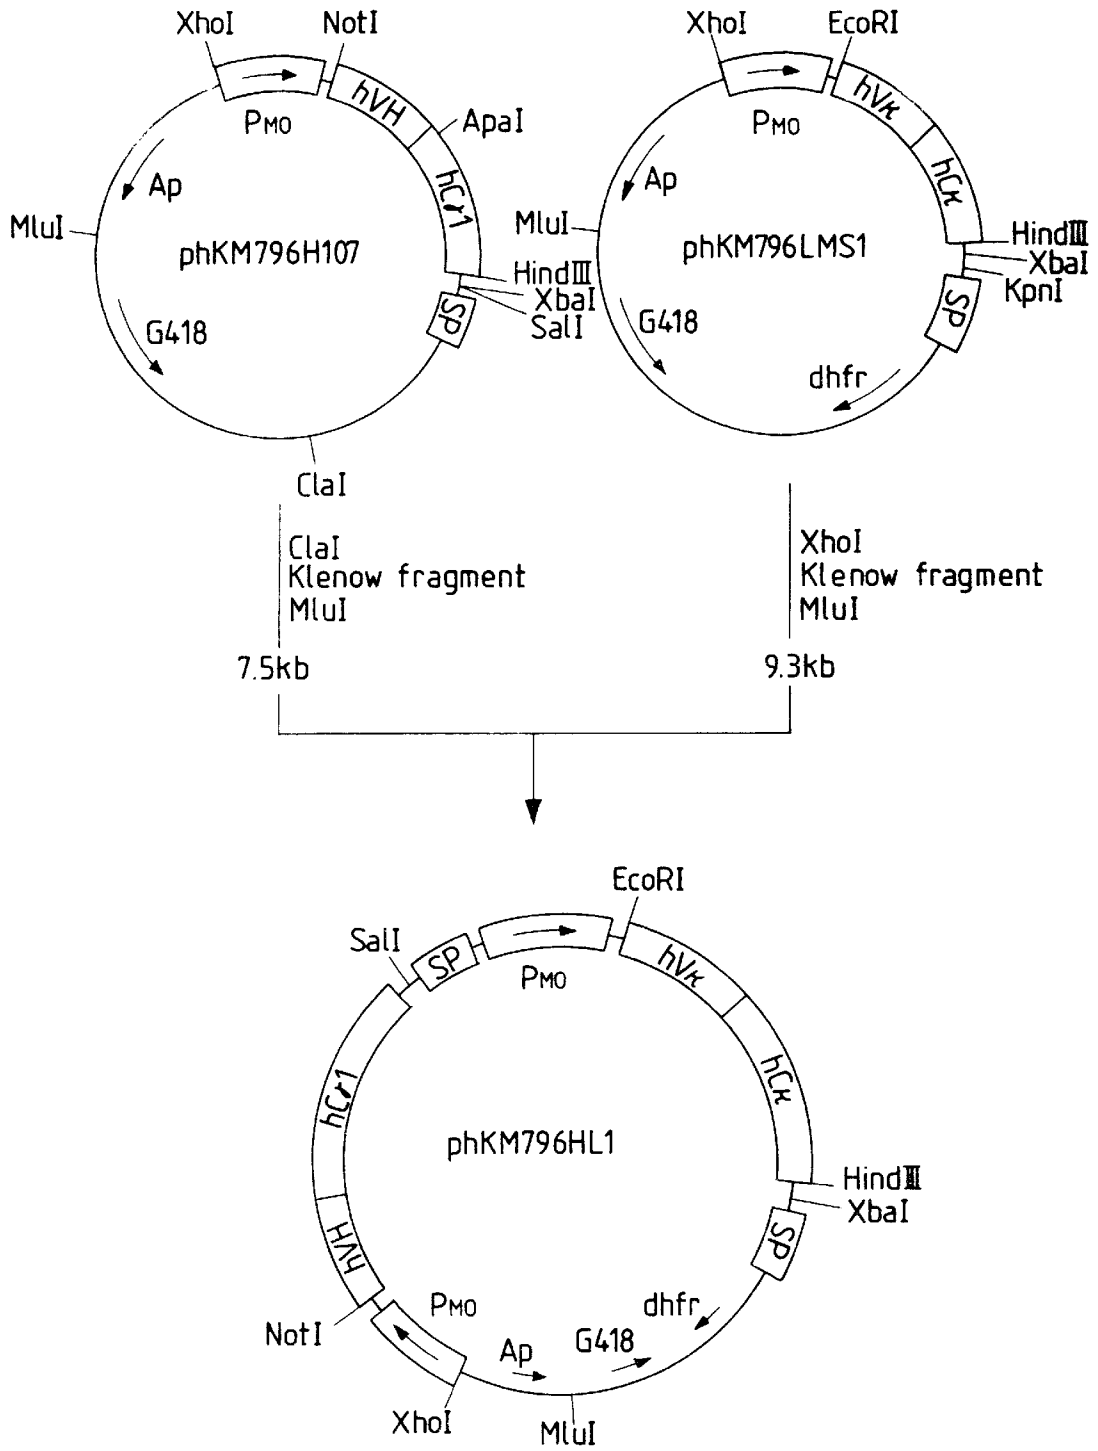 XhoI
NotI
hVH
ApaI
PMO
hCγ1
Ap
MluI
phKM796H107
HindIII
XbaI
SalI
SP
G418
ClaI
XhoI
EcoRI
hVκ
PMO
hCκ
Ap
MluI
phKM796LMS1
HindIII
XbaI
KpnI
SP
G418
dhfr
ClaI
Klenow fragment
MluI
7.5kb
XhoI
Klenow fragment
MluI
9.3kb
EcoRI
SalI
SP
PMO
hVκ
hCγ1
hCκ
phKM796HL1
HindIII
XbaI
SP
hVH
PMO
NotI
dhfr
G418
Ap
XhoI
MluI